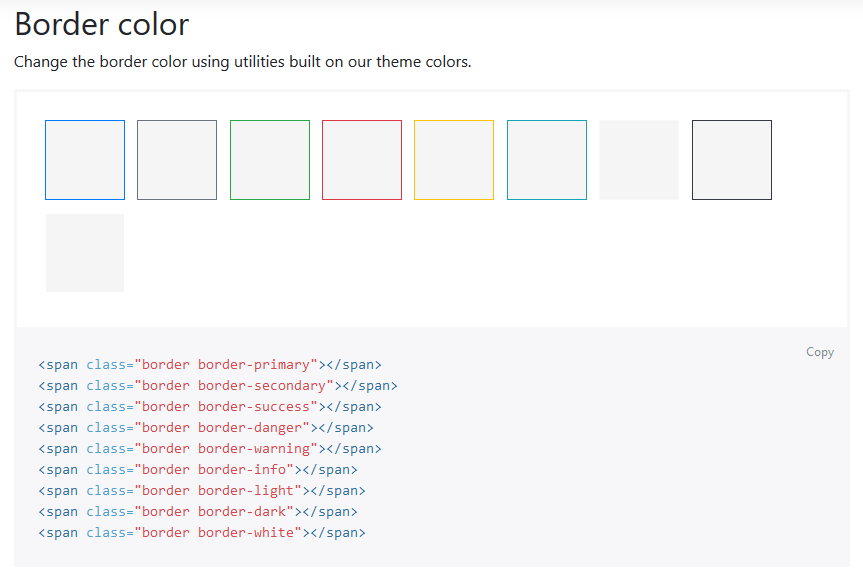 Border color
Change the border color using utilities built on our theme colors.
Copy
<span class="border border-primary"></span>
<span class="border border-secondary"></span>
<span class="border border-success"></span>
<span class="border border-danger"></span>
<span class="border border-warning"></span>
<span class="border border-info"></span>
<span class="border border-light"></span>
<span class="border border-dark"></span>
<span class="border border-white"></span>